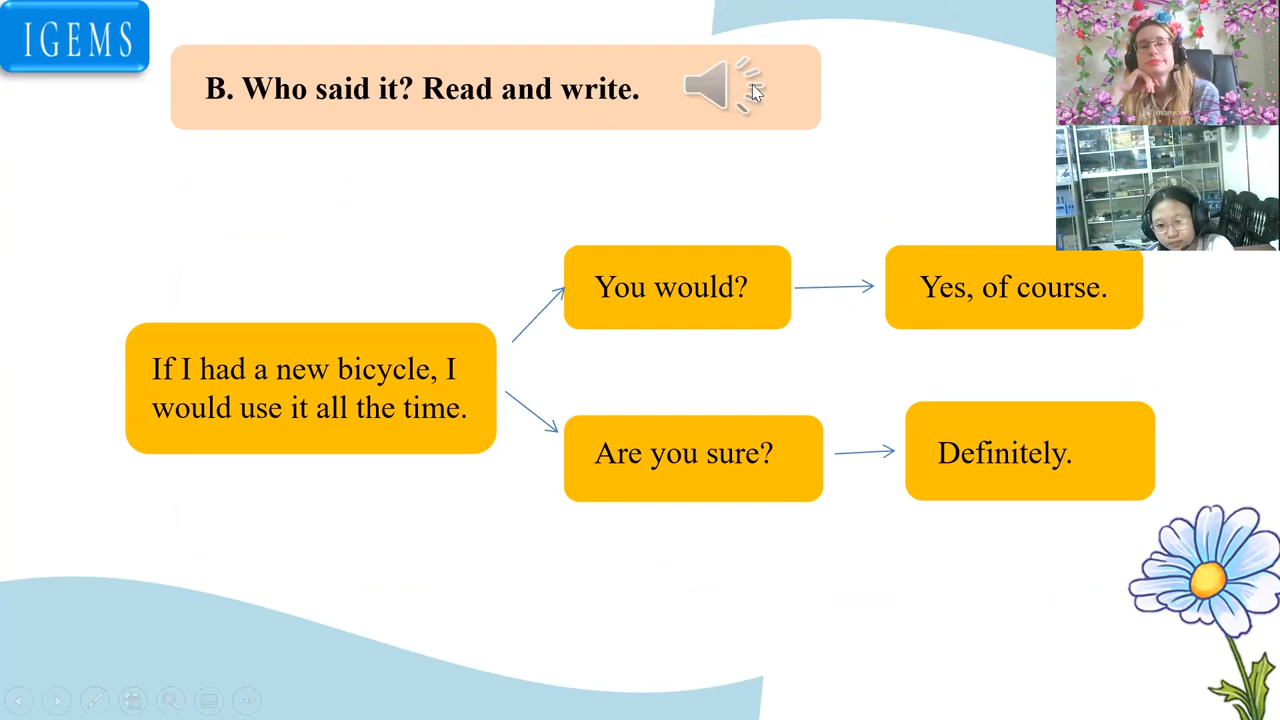 IGEMS
B. Who said it? Read and write.
You would?
Yes, of course.
If I had a new bicycle, I
would use it all the time.
Are you sure?
Definitely.